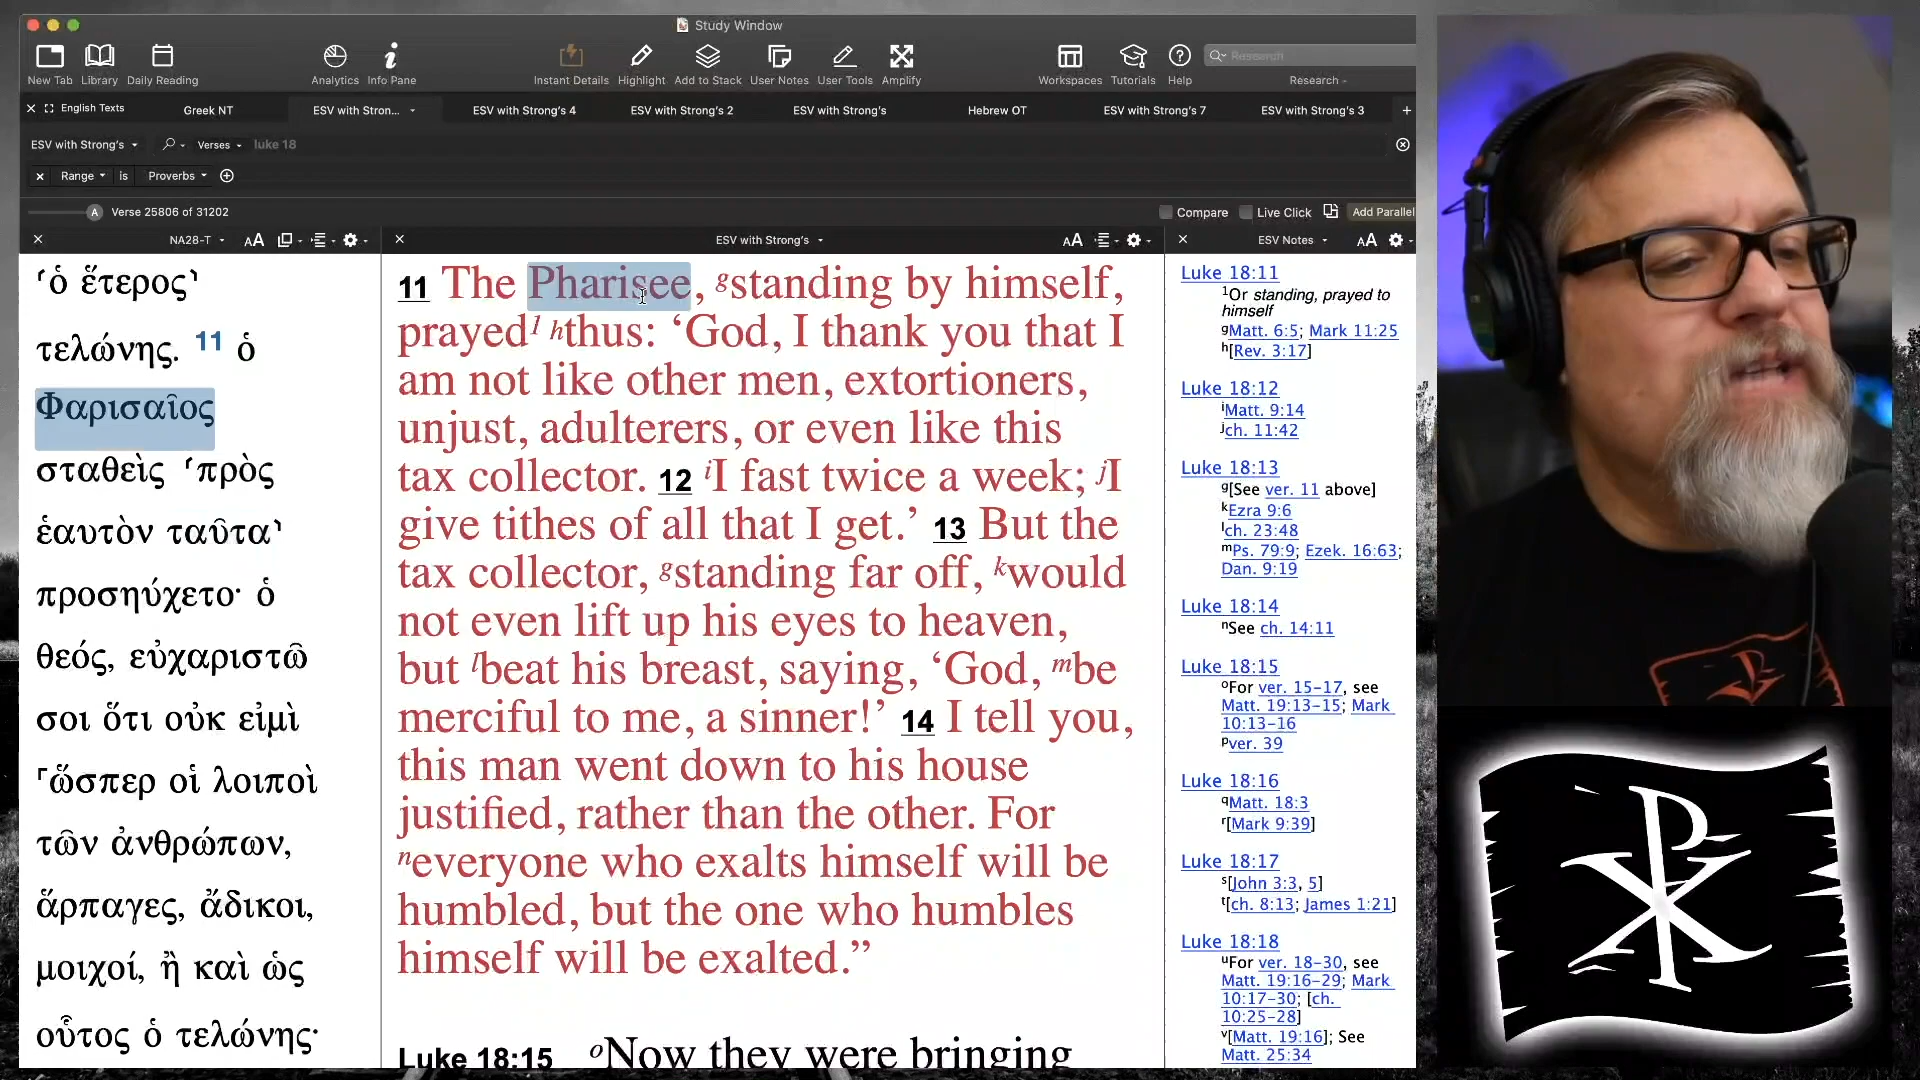 Study Window
New Tab Library Daily Reading Analytics Info Pane Instant Details Highlight Add to Stack User Notes User Tools Amplify Workspaces Tutorials Help Research
Research
English Texts Greek NT ESV with Stron... ESV with Strong's 4 ESV with Strong's 2 ESV with Strong's Hebrew OT ESV with Strong's 7 ESV with Strong's 3 +
ESV with Strong's Verses luke 18
Range is Proverbs
A Verse 25806 of 31202 Compare Live Click Add Parallel
NA28-T AA ESV with Strong's AA ESV Notes AA
⸂ὁ ἕτερος⸃
τελώνης. 11 ὁ
Φαρισαῖος
σταθεὶς ⸂πρὸς
ἑαυτὸν ταῦτα⸃
προσηύχετο· ὁ
θεός, εὐχαριστῶ
σοι ὅτι οὐκ εἰμὶ
⸀ὥσπερ οἱ λοιποὶ
τῶν ἀνθρώπων,
ἅρπαγες, ἄδικοι,
μοιχοί, ἢ καὶ ὡς
οὗτος ὁ τελώνης·
11 The Pharisee, gstanding by himself,
prayed1 hthus: ‘God, I thank you that I
am not like other men, extortioners,
unjust, adulterers, or even like this
tax collector. 12 iI fast twice a week; jI
give tithes of all that I get.’ 13 But the
tax collector, gstanding far off, kwould
not even lift up his eyes to heaven,
but lbeat his breast, saying, ‘God, mbe
merciful to me, a sinner!’ 14 I tell you,
this man went down to his house
justified, rather than the other. For
neveryone who exalts himself will be
humbled, but the one who humbles
himself will be exalted.”
Luke 18:15 oNow they were bringing
Luke 18:11
1Or standing, prayed to
himself
gMatt. 6:5; Mark 11:25
h[Rev. 3:17]
Luke 18:12
iMatt. 9:14
jch. 11:42
Luke 18:13
g[See ver. 11 above]
kEzra 9:6
lch. 23:48
mPs. 79:9; Ezek. 16:63;
Dan. 9:19
Luke 18:14
nSee ch. 14:11
Luke 18:15
oFor ver. 15–17, see
Matt. 19:13–15; Mark
10:13–16
pver. 39
Luke 18:16
qMatt. 18:3
r[Mark 9:39]
Luke 18:17
s[John 3:3, 5]
t[ch. 8:13; James 1:21]
Luke 18:18
uFor ver. 18–30, see
Matt. 19:16–29; Mark
10:17–30; [ch.
10:25–28]
v[Matt. 19:16]; See
Matt. 25:34